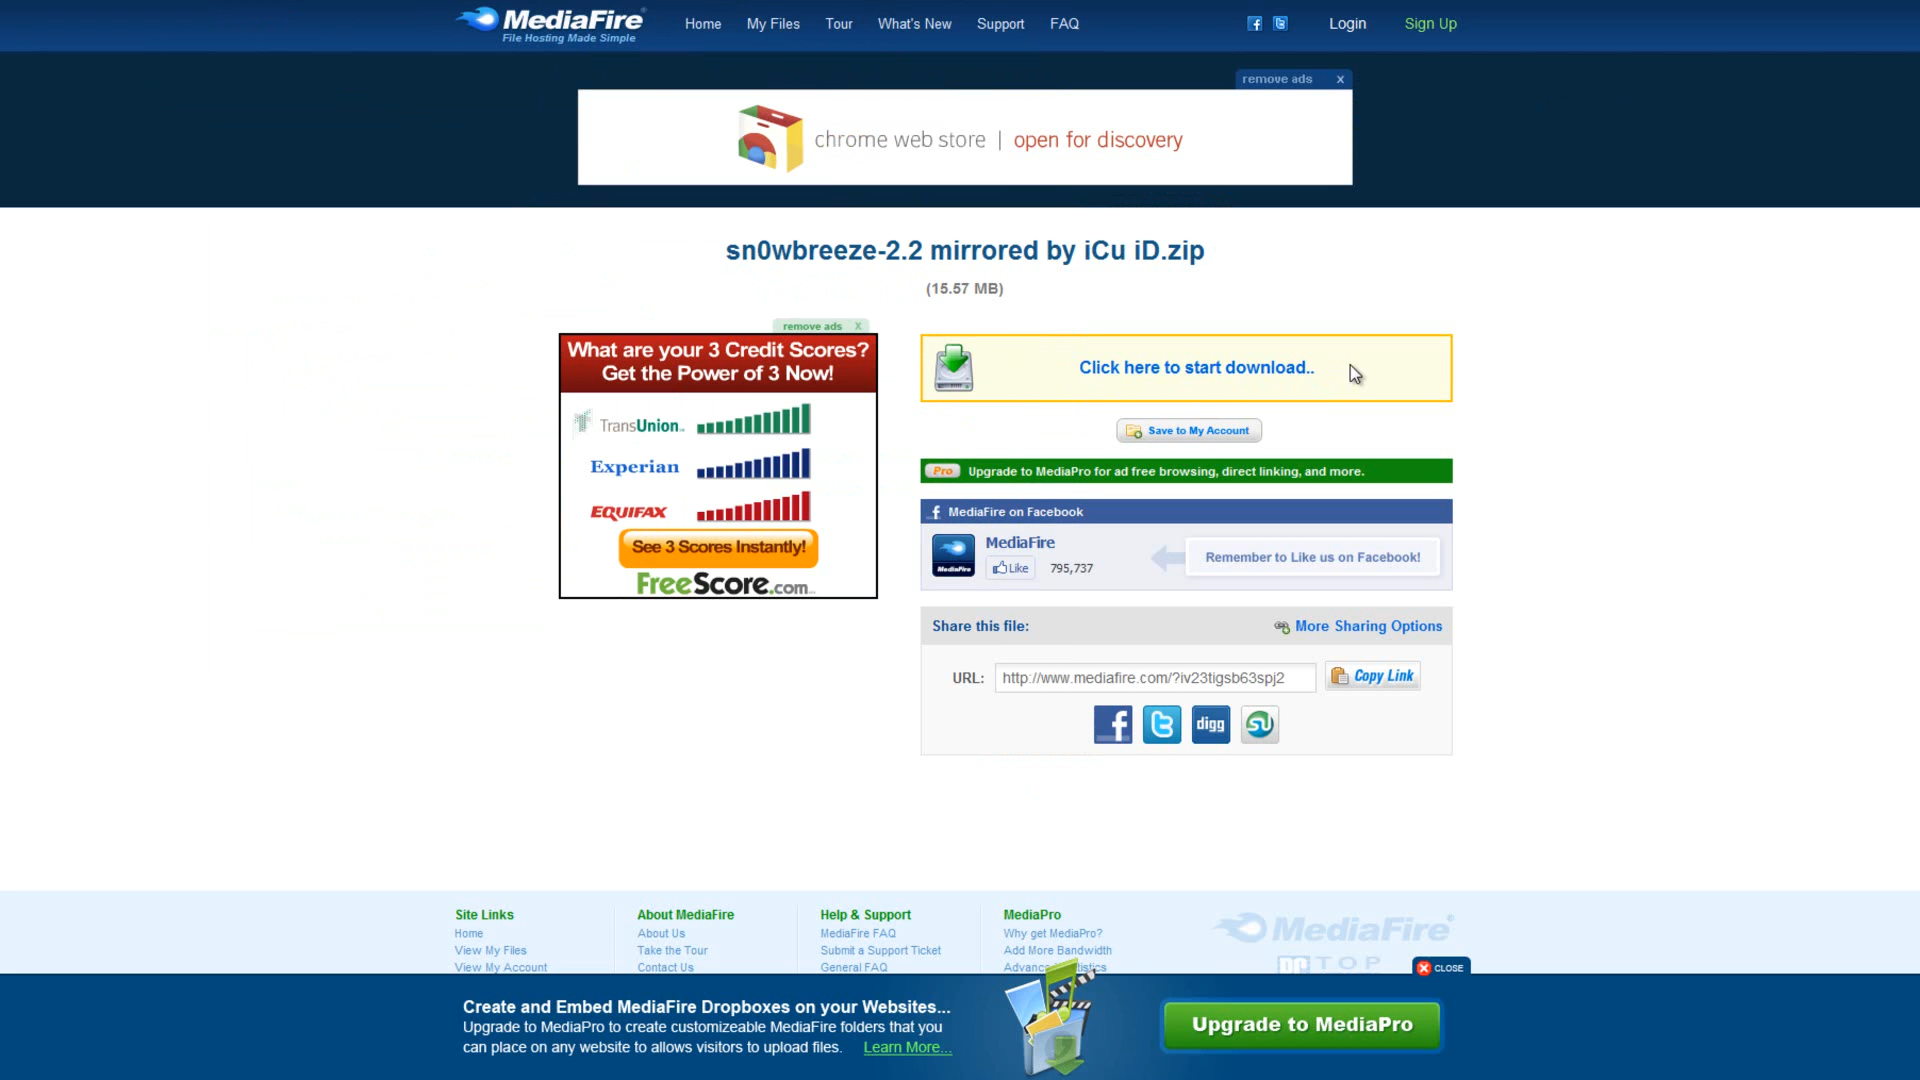 MediaFire
File Hosting Made Simple
Home My Files Tour What's New Support FAQ Login Sign Up
remove ads x
chrome web store | open for discovery
sn0wbreeze-2.2 mirrored by iCu iD.zip
(15.57 MB)
remove ads X
What are your 3 Credit Scores?
Get the Power of 3 Now!
TransUnion
Experian
EQUIFAX
See 3 Scores Instantly!
FreeScore.com
Click here to start download..
Save to My Account
Pro Upgrade to MediaPro for ad free browsing, direct linking, and more.
MediaFire on Facebook
MediaFire
MediaFire
Like 795,737
Remember to Like us on Facebook!
Share this file: More Sharing Options
URL: http://www.mediafire.com/?iv23tigsb63spj2 Copy Link
digg
Site Links
Home
View My Files
View My Account
About MediaFire
About Us
Take the Tour
Contact Us
Help & Support
MediaFire FAQ
Submit a Support Ticket
General FAQ
MediaPro
Why get MediaPro?
Add More Bandwidth
MediaFire
TOP
CLOSE
Create and Embed MediaFire Dropboxes on your Websites...
Upgrade to MediaPro to create customizeable MediaFire folders that you
can place on any website to allows visitors to upload files. Learn More...
Upgrade to MediaPro